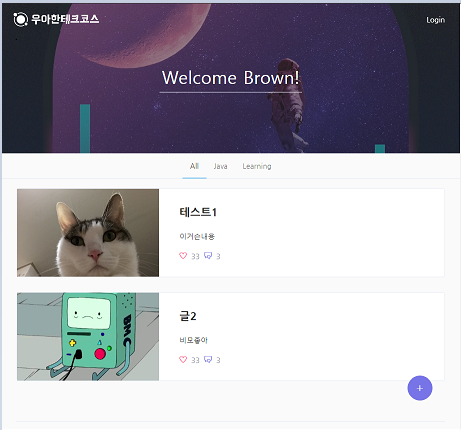 우아한테크코스
Login
Welcome Brown!
All Java Learning
테스트1
이거슨내용
33 3
BMO
글2
비모좋아
33 3
+